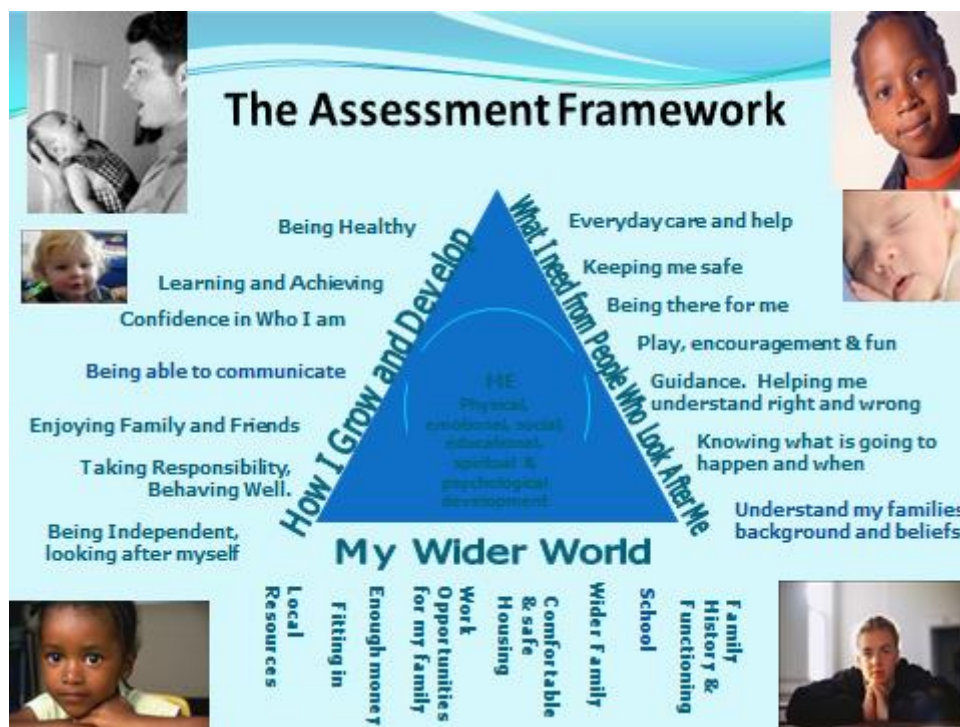 The Assessment Framework
Being Healthy
Learning and Achieving
Confidence in Who I am
Being able to communicate
Enjoying Family and Friends
Taking Responsibility,
Behaving Well.
Being Independent,
looking after myself
How I Grow and Develop
What I need from People Who Look After Me
Everyday care and help
Keeping me safe
Being there for me
Play, encouragement & fun
Guidance. Helping me
understand right and wrong
Knowing what is going to
happen and when
Understand my families
background and beliefs
ME
Physical,
emotional, social,
educational,
spiritual &
psychological
development
My Wider World
Local
Resources
Fitting in
Enough money
Work
Opportunities
for my family
Comfortable
& safe
Housing
Wider Family
School
Family
History &
Functioning